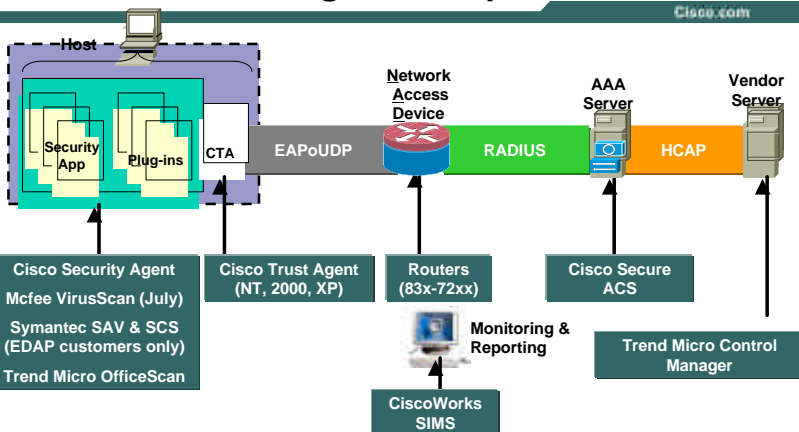 Cisco.com
Host
Network
Access
Device
AAA
Server
Vendor
Server
Security
App
Plug-ins
CTA
EAPoUDP
RADIUS
HCAP
Cisco Security Agent
Mcfee VirusScan (July)
Symantec SAV & SCS
(EDAP customers only)
Trend Micro OfficeScan
Cisco Trust Agent
(NT, 2000, XP)
Routers
(83x-72xx)
Cisco Secure
ACS
Monitoring &
Reporting
Trend Micro Control
Manager
CiscoWorks
SIMS